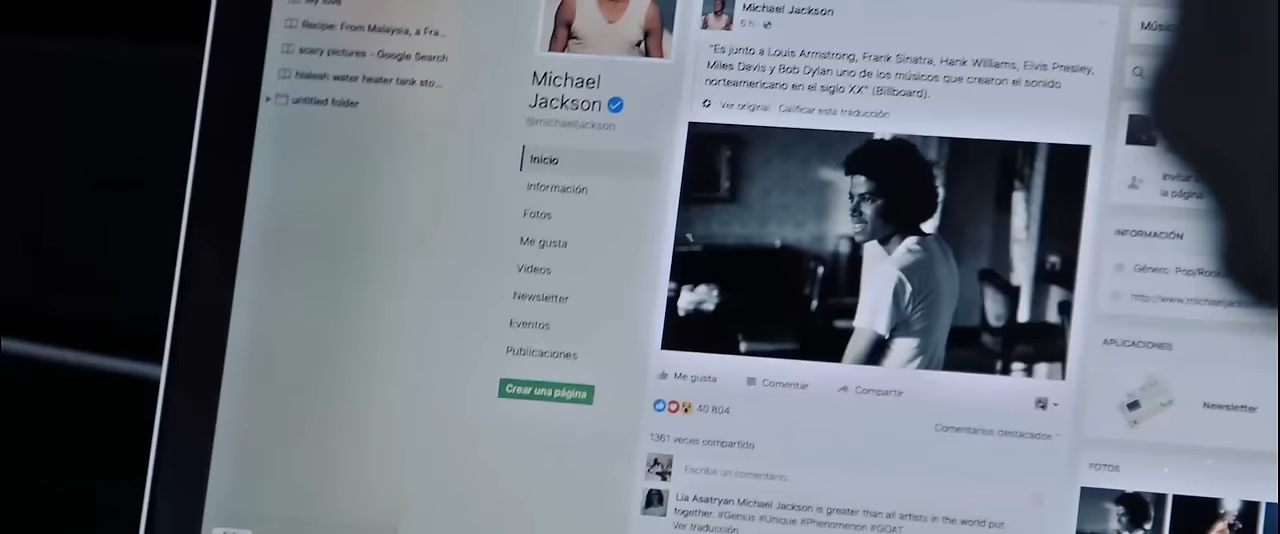 My love
Recipe: From Malaysia, a Fra...
scary pictures - Google Search
hialeah water heater tank sto...
untitled folder
Michael
Jackson
@michaeljackson
Inicio
Información
Fotos
Me gusta
Videos
Newsletter
Eventos
Publicaciones
Crear una página
Michael Jackson
5 h ·
"Es junto a Louis Armstrong, Frank Sinatra, Hank Williams, Elvis Presley,
Miles Davis y Bob Dylan uno de los músicos que crearon el sonido
norteamericano en el siglo XX" (Billboard).
Ver original · Calificar esta traducción
Me gusta Comentar Compartir
40 804
Comentarios destacados
1361 veces compartido
Escribe un comentario...
Lia Asatryan Michael Jackson is greater than all artists in the world put
together. #Genius #Unique #Phenomenon #GOAT
Ver traducción
Músic
Invitar
la página
INFORMACIÓN
Género: Pop/Rock
http://www.michaeljack
APLICACIONES
Newsletter
FOTOS